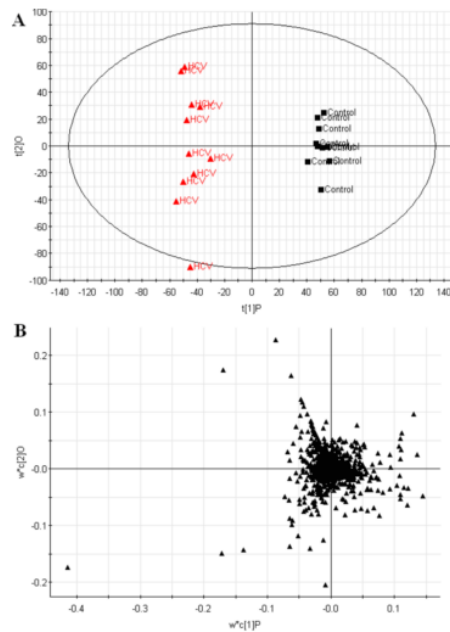 A
100
80
60
40
20
0
-20
-40
-60
-80
-100
t[2]O
HCV
HCV
HCV
HCV
HCV
HCV
HCV
HCV
HCV
HCV
HCV
Control
Control
Control
Control
Control
Control
-140 -120 -100 -80 -60 -40 -20 0 20 40 60 80 100 120 140
t[1]P
B
0.2
0.1
-0.0
-0.1
-0.2
w*c[2]O
-0.4 -0.3 -0.2 -0.1 -0.0 0.1
w*c[1]P